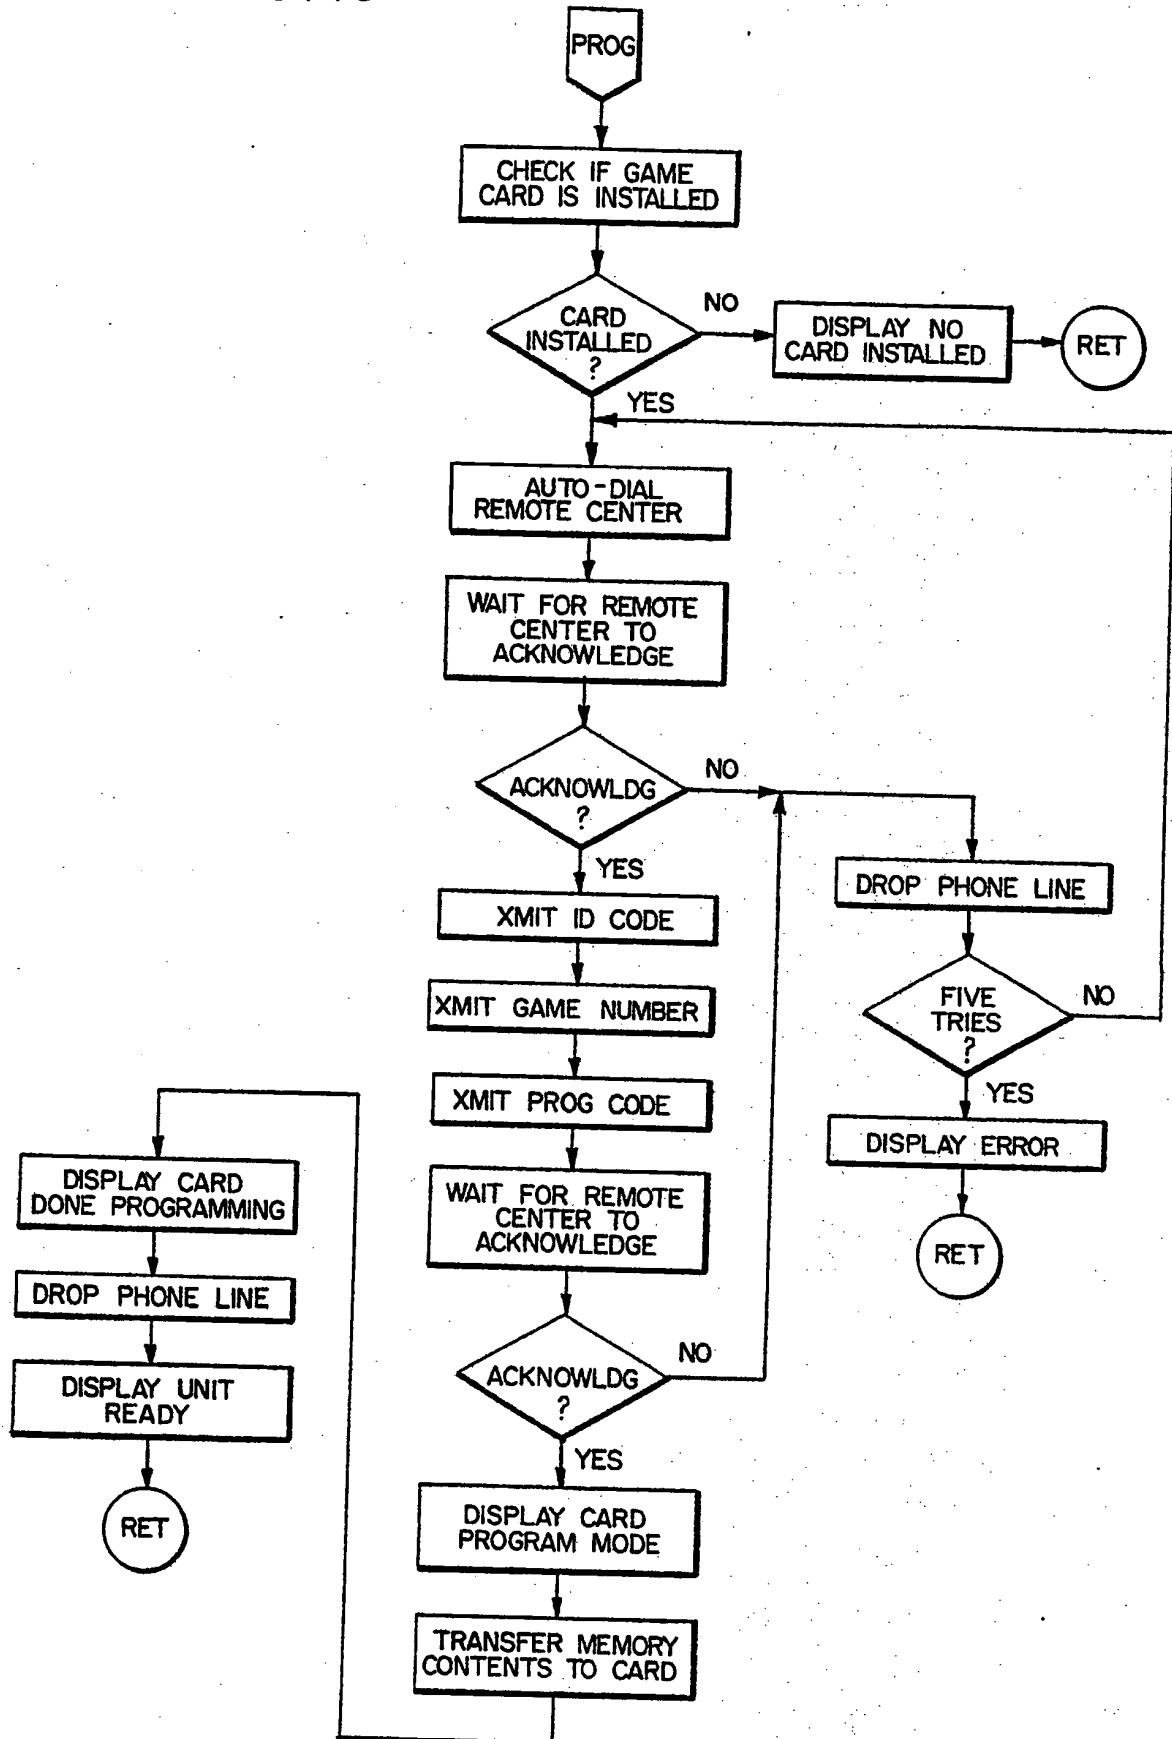 PROG
CHECK IF GAME
CARD IS INSTALLED
CARD
INSTALLED
?
NO
DISPLAY NO
CARD INSTALLED
RET
YES
AUTO-DIAL
REMOTE CENTER
WAIT FOR REMOTE
CENTER TO
ACKNOWLEDGE
ACKNOWLDG
?
NO
YES
DROP PHONE LINE
XMIT ID CODE
XMIT GAME NUMBER
FIVE
TRIES
?
NO
YES
XMIT PROG CODE
DISPLAY ERROR
RET
WAIT FOR REMOTE
CENTER TO
ACKNOWLEDGE
ACKNOWLDG
?
NO
YES
DISPLAY CARD
PROGRAM MODE
TRANSFER MEMORY
CONTENTS TO CARD
DISPLAY CARD
DONE PROGRAMMING
DROP PHONE LINE
DISPLAY UNIT
READY
RET